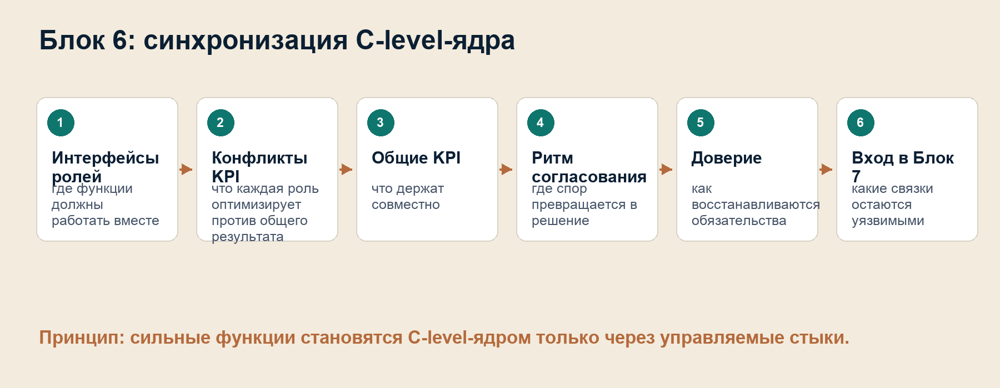 Блок 6: синхронизация C-level-ядра
1
Интерфейсы
ролей
где функции
должны
работать вместе
2
Конфликты
KPI
что каждая роль
оптимизирует
против общего
результата
3
Общие KPI
что держат
совместно
4
Ритм
согласования
где спор
превращается в
решение
5
Доверие
как
восстанавливаются
обязательства
6
Вход в Блок
7
какие связки
остаются
уязвимыми
Принцип: сильные функции становятся C-level-ядром только через управляемые стыки.